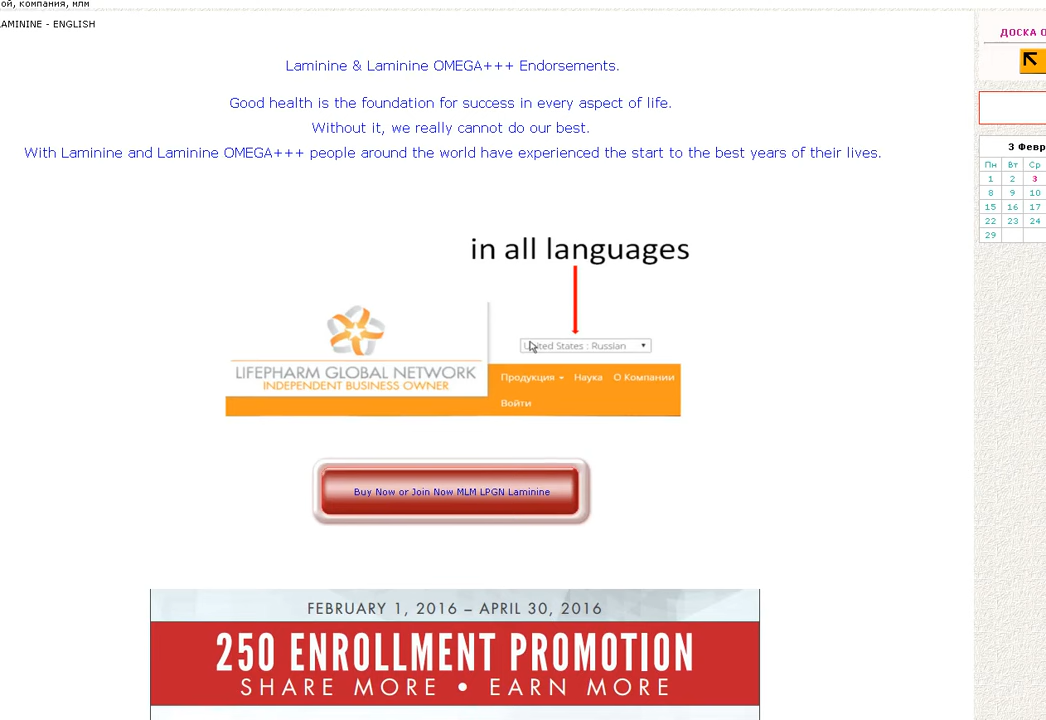 ой, компания, млм
AMININE - ENGLISH
ДОСКА О
Laminine & Laminine OMEGA+++ Endorsements.
Good health is the foundation for success in every aspect of life.
Without it, we really cannot do our best.
With Laminine and Laminine OMEGA+++ people around the world have experienced the start to the best years of their lives.
3 Февр
Пн Вт Ср
1 2 3
8 9 10
15 16 17
22 23 24
29
in all languages
United States : Russian
LIFEPHARM GLOBAL NETWORK
INDEPENDENT BUSINESS OWNER
Продукция Наука О Компании
Войти
Buy Now or Join Now MLM LPGN Laminine
FEBRUARY 1, 2016 – APRIL 30, 2016
250 ENROLLMENT PROMOTION
SHARE MORE • EARN MORE